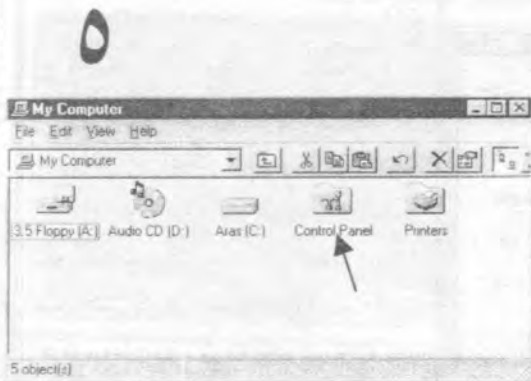 My Computer
File Edit View Help
My Computer
3.5 Floppy (A:) Audio CD (D:) Aras (C:) Control Panel Printers
5 object(s)